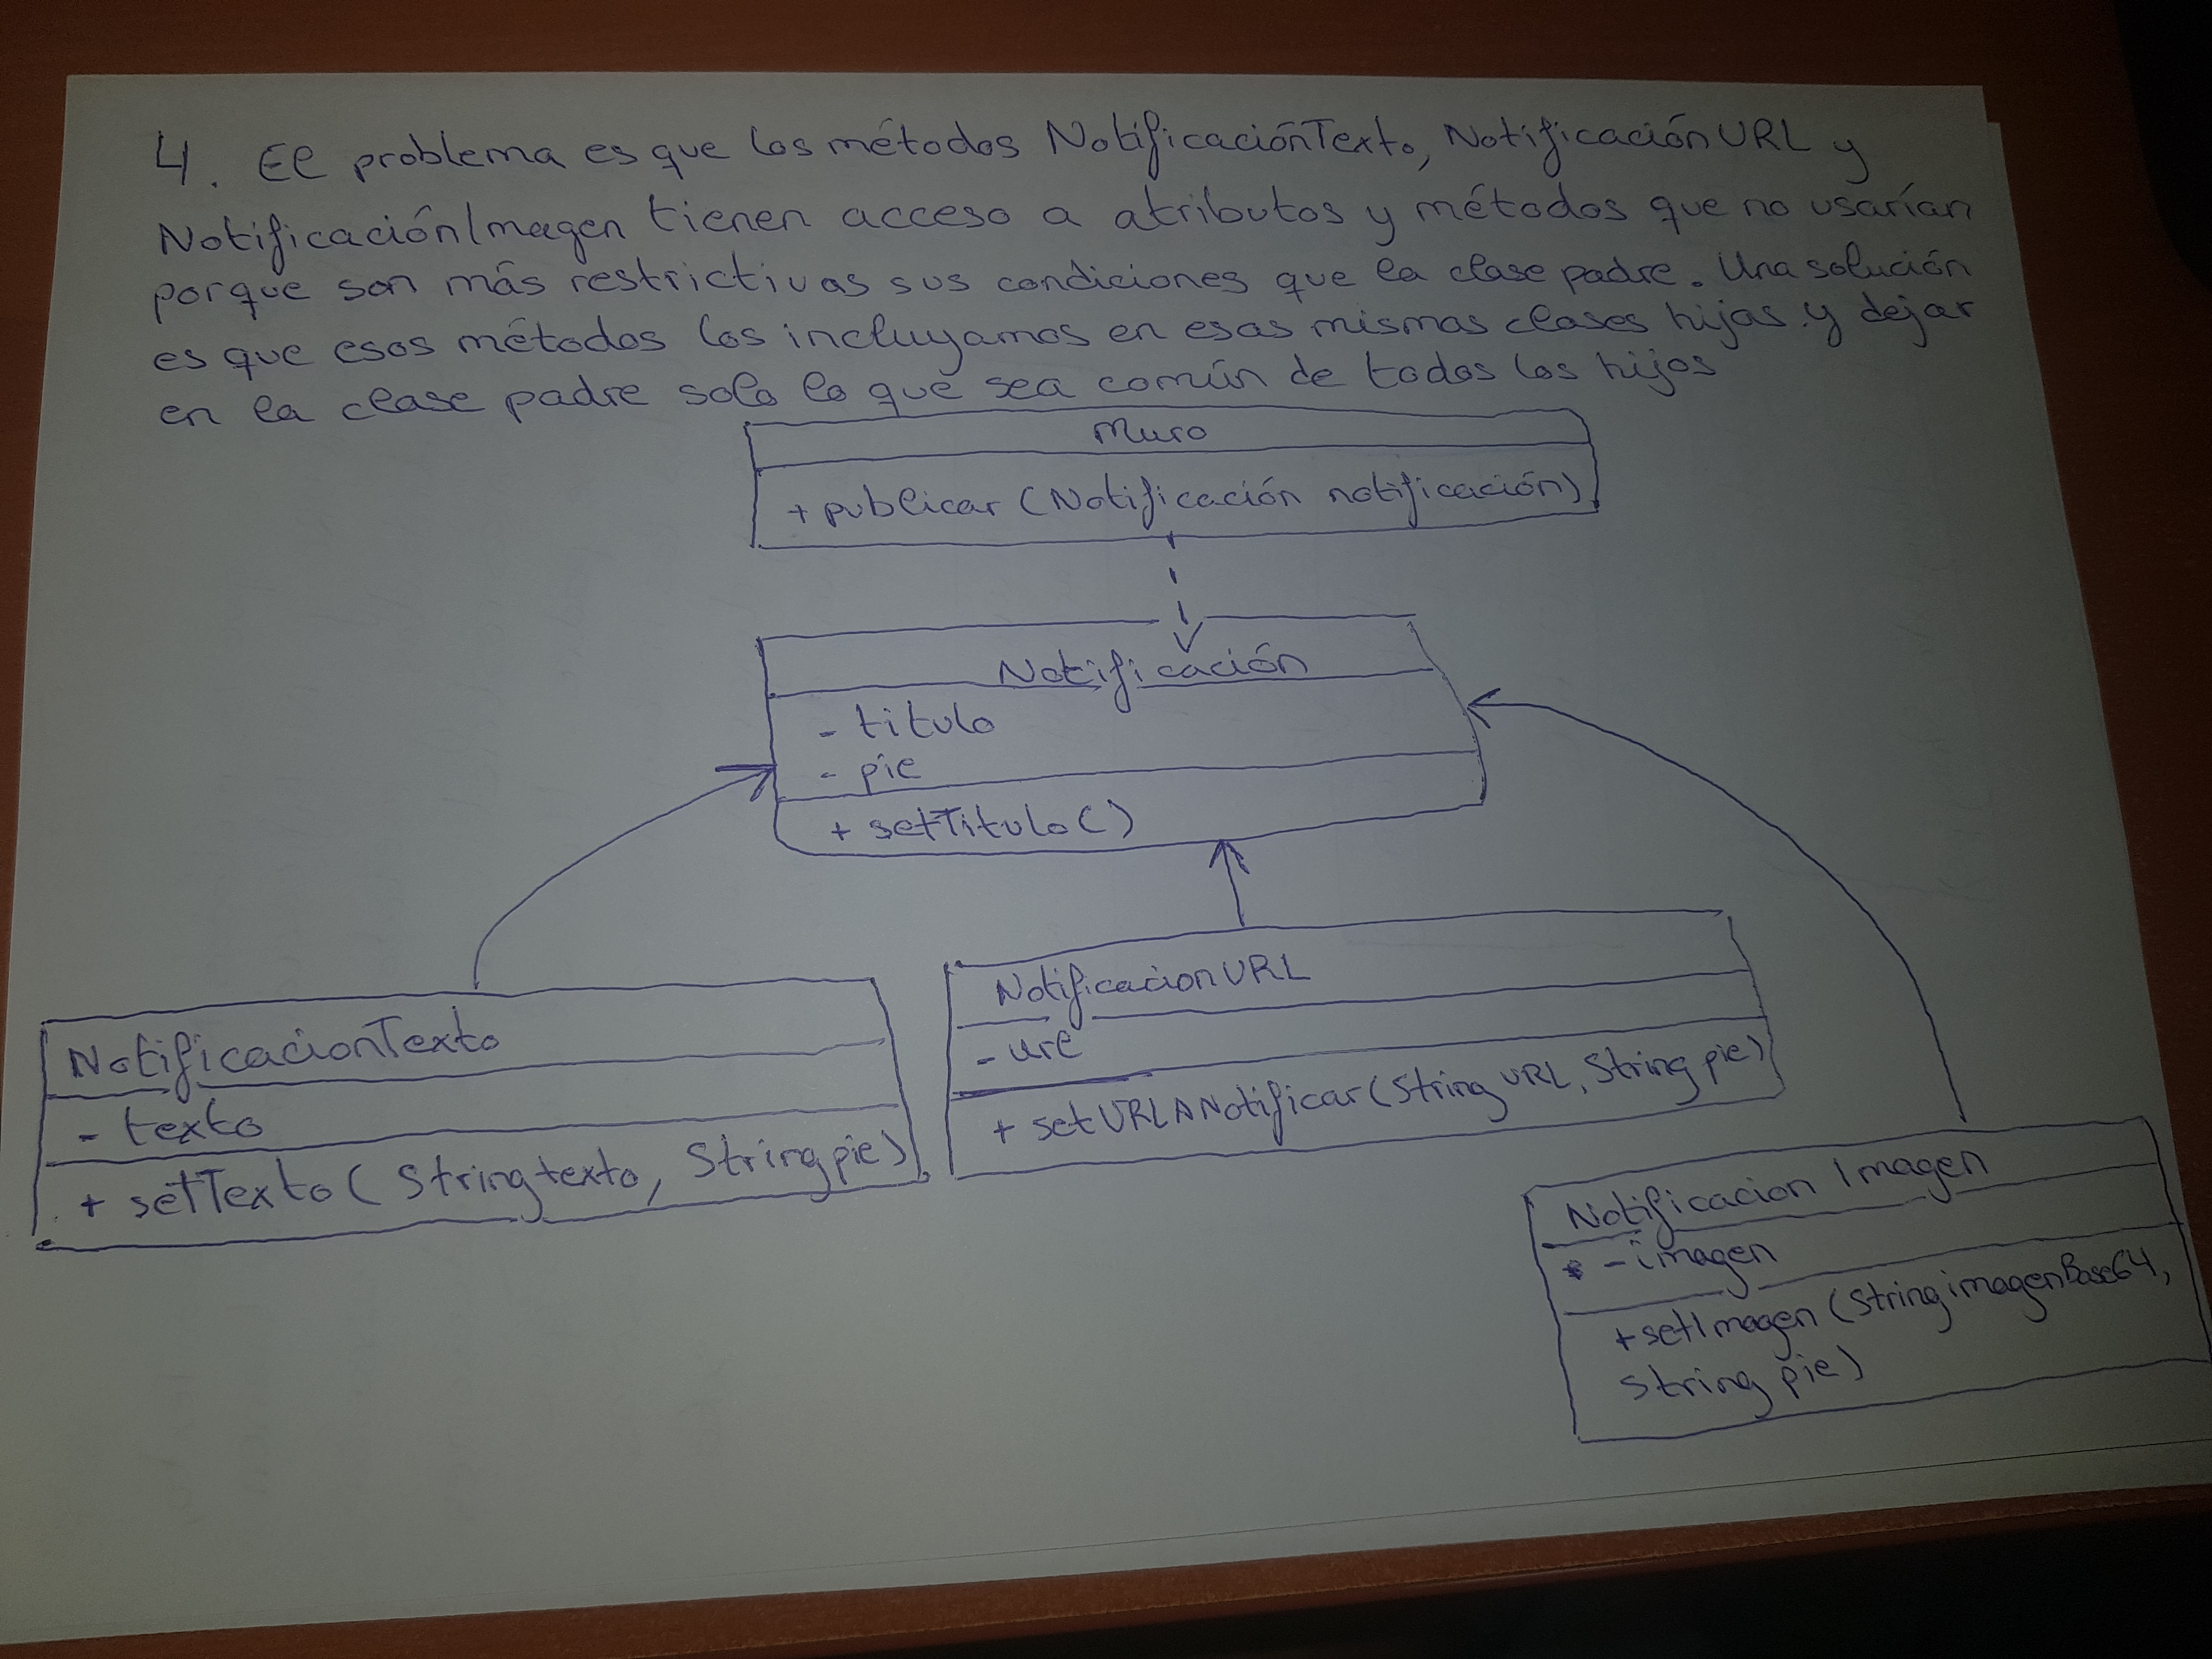 4. El problema es que los métodos NotificaciónTexto, NotificaciónURL y
NotificaciónImagen tienen acceso a atributos y métodos que no usarían
porque son más restrictivas sus condiciones que la clase padre. Una solución
es que esos métodos los incluyamos en esas mismas clases hijas y dejar
en la clase padre solo lo que sea común de todos los hijos
Muro
+ publicar (Notificación notificación)
Notificación
- titulo
- pie
+ setTitulo()
NotificacionTexto
- texto
+ setTexto (String texto, String pie)
NotificacionURL
- url
+ setURLANotificar (String URL, String pie)
Notificacion Imagen
- imagen
+ setImagen (String imagenBase64,
String pie)